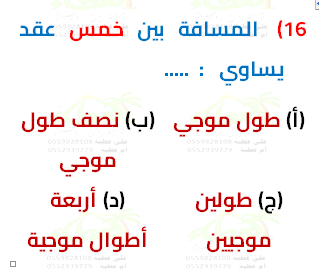 16) المسافة بين خمس عقد
يساوي : .....
(أ) طول موجي (ب) نصف طول
موجي
(ج) طولين (د) أربعة
موجيين أطوال موجية